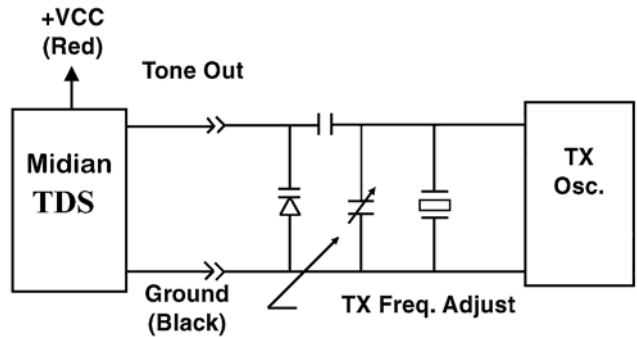 +VCC
(Red)
Tone Out
Midian
TDS
TX
Osc.
Ground
(Black)
TX Freq. Adjust